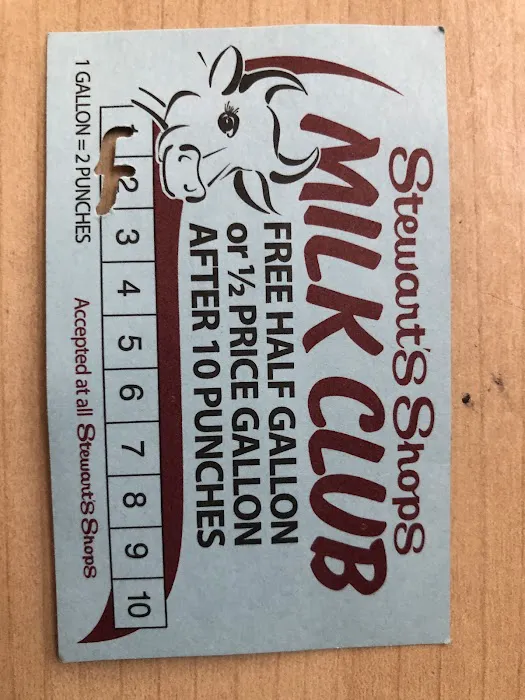 Stewart's Shops
MILK CLUB
FREE HALF GALLON
or ½ PRICE GALLON
AFTER 10 PUNCHES
1 2 3 4 5 6 7 8 9 10
1 GALLON = 2 PUNCHES
Accepted at all Stewart's Shops